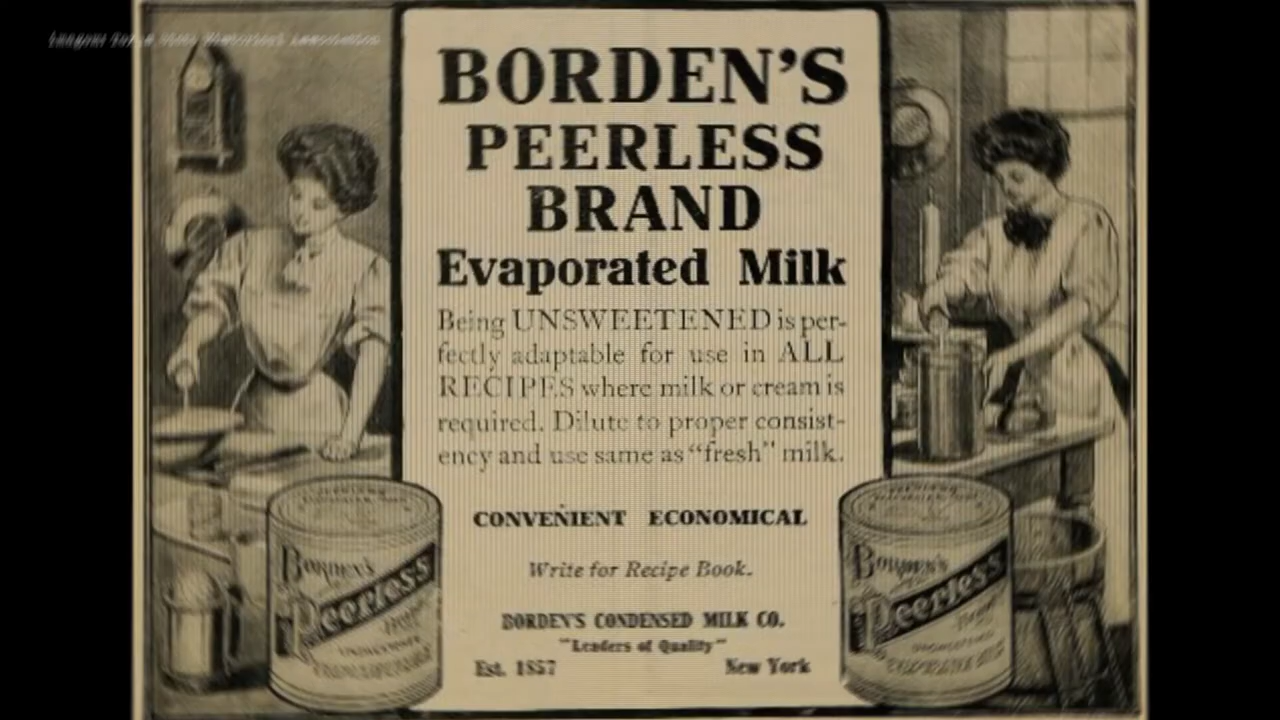 BORDEN'S
PEERLESS
BRAND
Evaporated Milk
Being UNSWEETENED is per-
fectly adaptable for use in ALL
RECIPES where milk or cream is
required. Dilute to proper consist-
ency and use same as "fresh" milk.
CONVENIENT ECONOMICAL
Write for Recipe Book.
BORDEN'S CONDENSED MILK CO.
"Leaders of Quality"
Est. 1857 New York
Borden's
Peerless
Borden's
Peerless